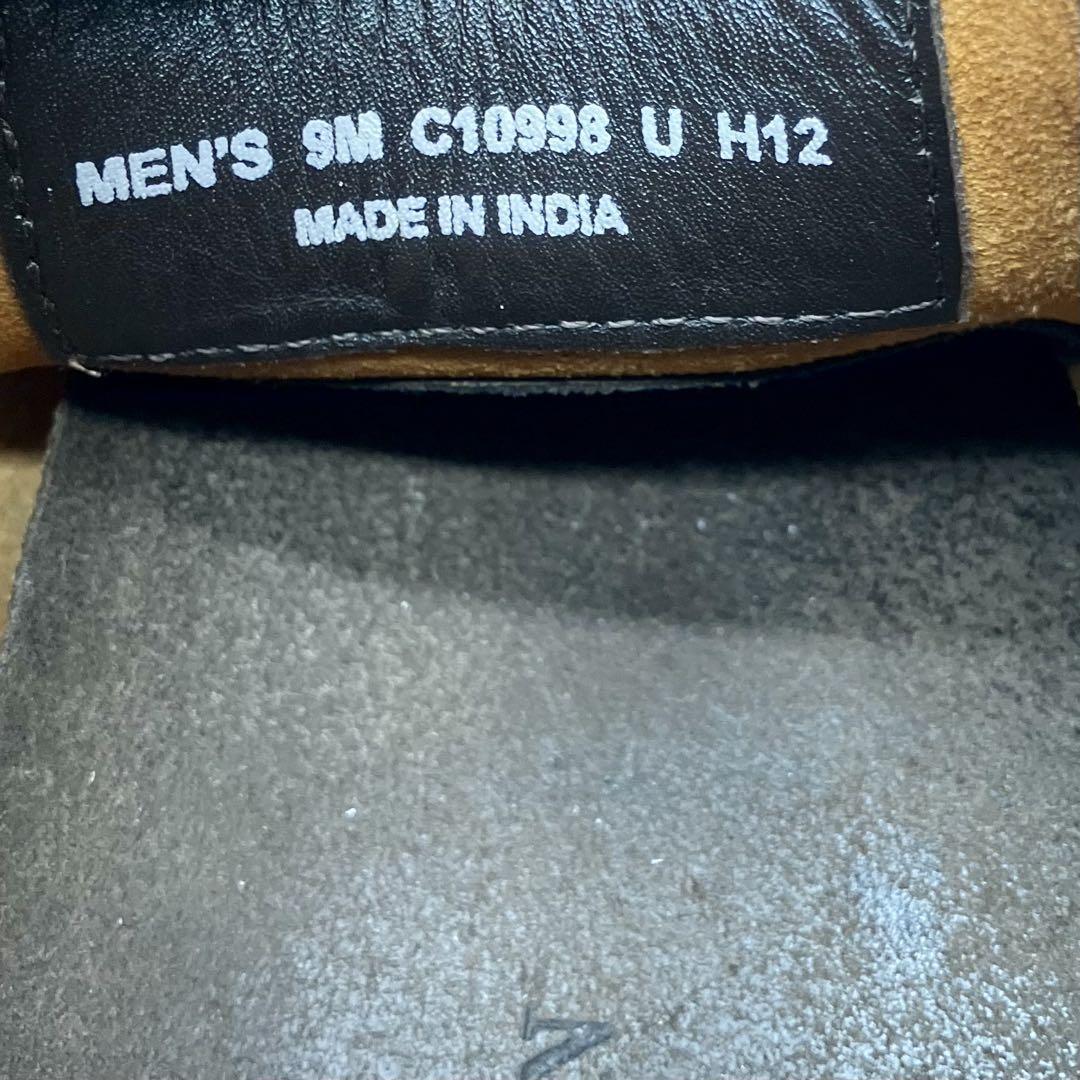 MEN'S 9M C10998 U H12
MADE IN INDIA